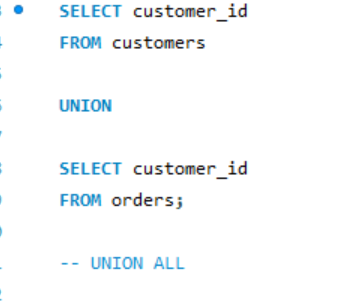 SELECT customer_id
FROM customers
UNION
SELECT customer_id
FROM orders;
-- UNION ALL